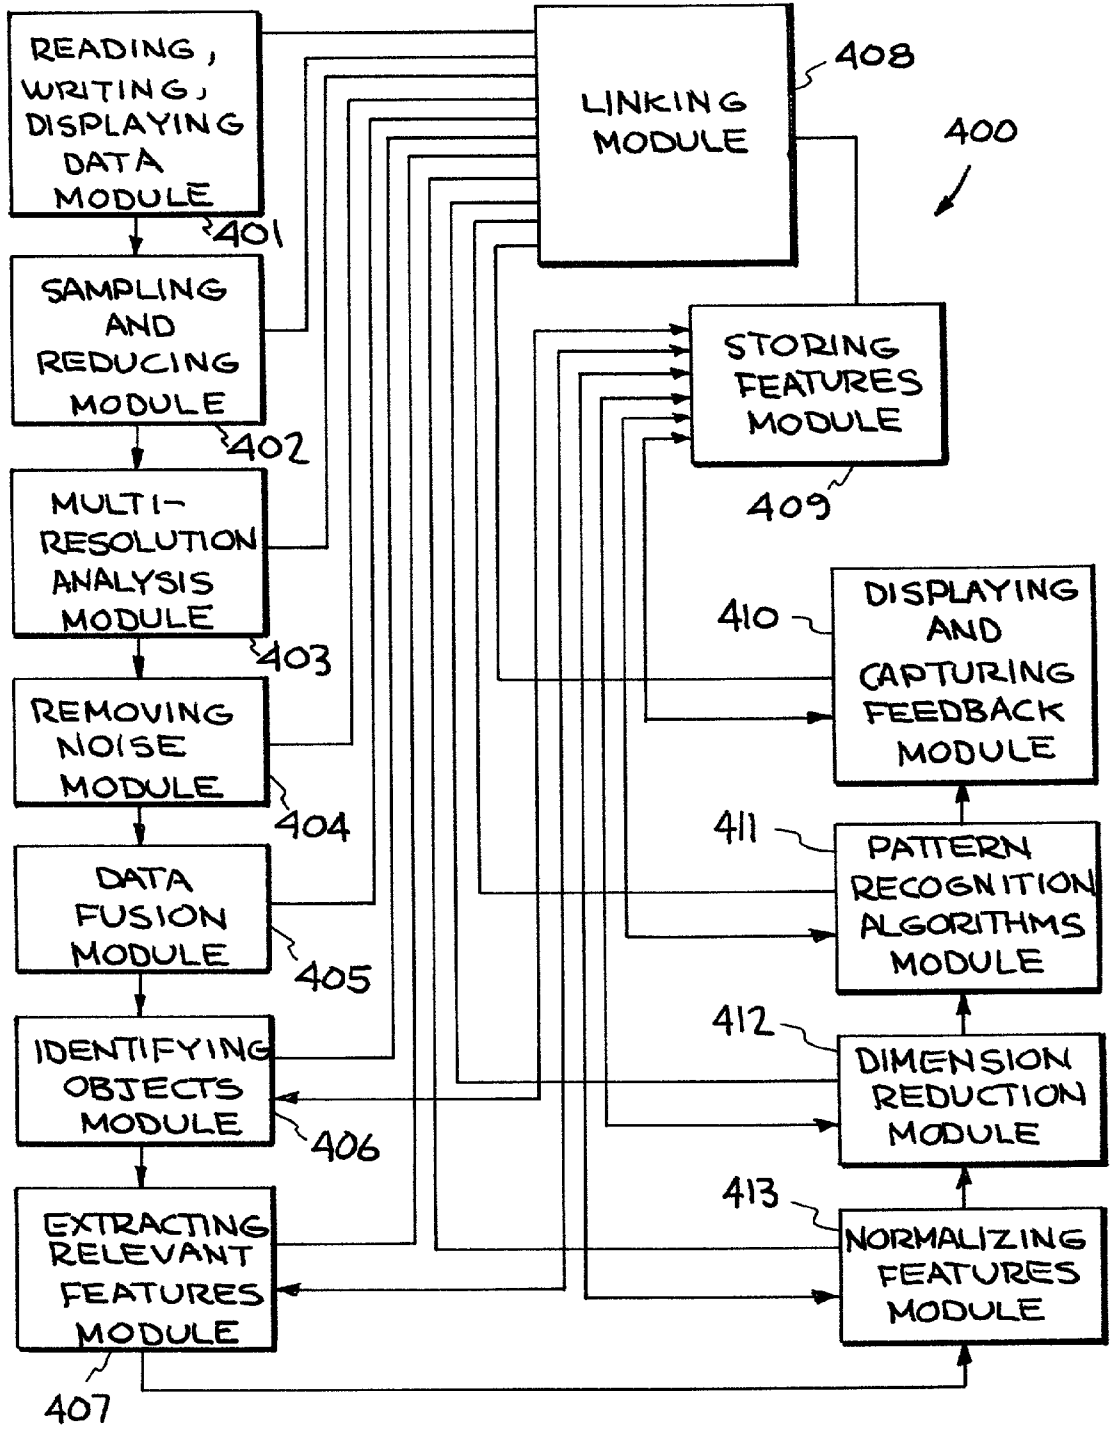 READING,
WRITING,
DISPLAYING
DATA
MODULE
401
SAMPLING
AND
REDUCING
MODULE
402
MULTI-
RESOLUTION
ANALYSIS
MODULE
403
REMOVING
NOISE
MODULE
404
DATA
FUSION
MODULE
405
IDENTIFYING
OBJECTS
MODULE
406
EXTRACTING
RELEVANT
FEATURES
MODULE
407
LINKING
MODULE
408
400
STORING
FEATURES
MODULE
409
DISPLAYING
AND
CAPTURING
FEEDBACK
MODULE
410
PATTERN
RECOGNITION
ALGORITHMS
MODULE
411
DIMENSION
REDUCTION
MODULE
412
NORMALIZING
FEATURES
MODULE
413